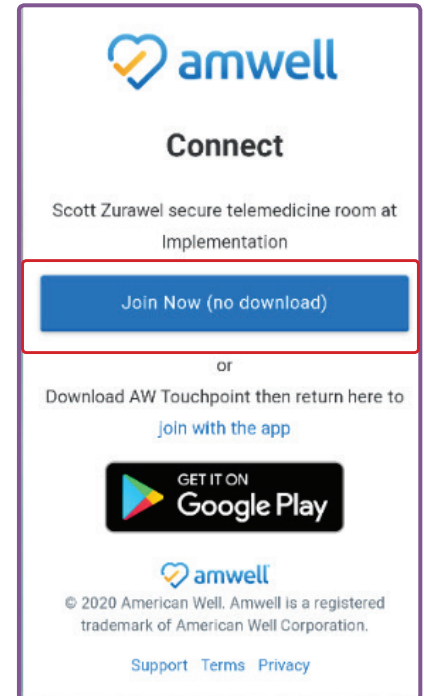 amwell
Connect
Scott Zurawel secure telemedicine room at
Implementation
Join Now (no download)
or
Download AW Touchpoint then return here to
join with the app
GET IT ON
Google Play
amwell
© 2020 American Well. Amwell is a registered
trademark of American Well Corporation.
Support Terms Privacy